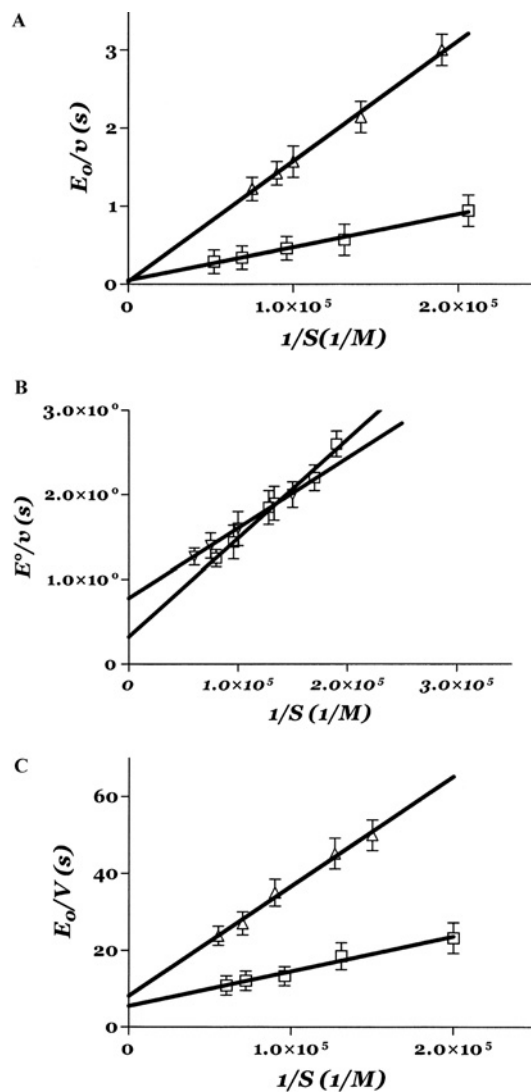 A
3
2
1
0
E₀/v (s)
0
1.0×10⁵
2.0×10⁵
1/S(1/M)
B
3.0×10⁰
2.0×10⁰
1.0×10⁰
0
E°/v (s)
0
1.0×10⁵
2.0×10⁵
3.0×10⁵
1/S (1/M)
C
60
40
20
0
E₀/V (s)
0
1.0×10⁵
2.0×10⁵
1/S (1/M)